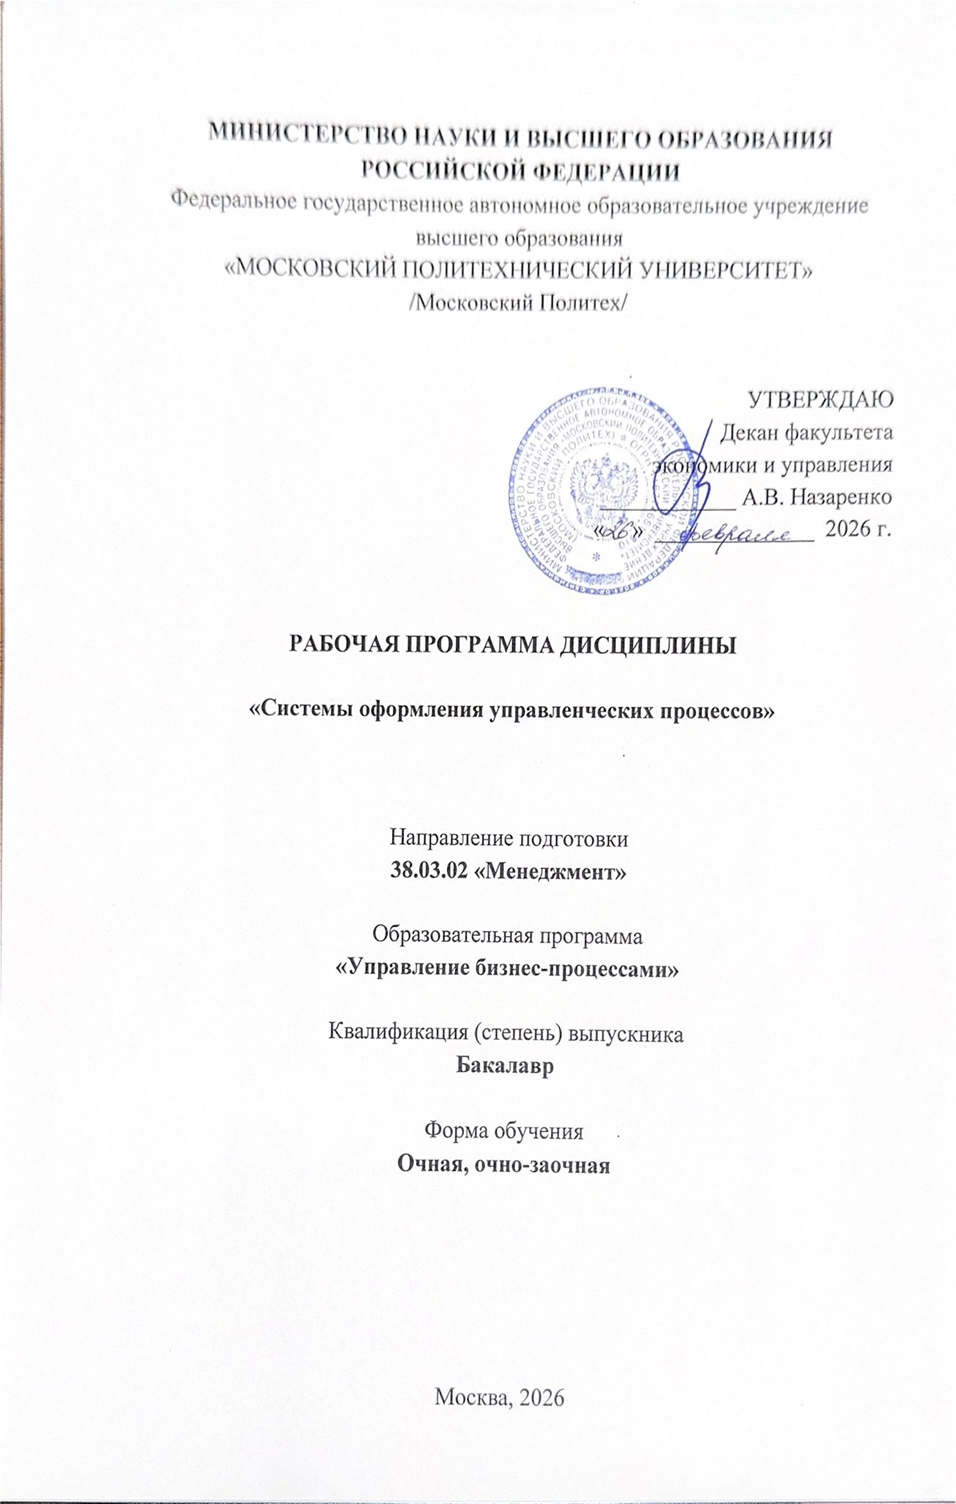 МИНИСТЕРСТВО НАУКИ И ВЫСШЕГО ОБРАЗОВАНИЯ
РОССИЙСКОЙ ФЕДЕРАЦИИ
Федеральное государственное автономное образовательное учреждение
высшего образования
«МОСКОВСКИЙ ПОЛИТЕХНИЧЕСКИЙ УНИВЕРСИТЕТ»
/Московский Политех/
УТВЕРЖДАЮ
Декан факультета
экономики и управления
А.В. Назаренко
«26» февраля 2026 г.
РАБОЧАЯ ПРОГРАММА ДИСЦИПЛИНЫ
«Системы оформления управленческих процессов»
Направление подготовки
38.03.02 «Менеджмент»
Образовательная программа
«Управление бизнес-процессами»
Квалификация (степень) выпускника
Бакалавр
Форма обучения
Очная, очно-заочная
Москва, 2026